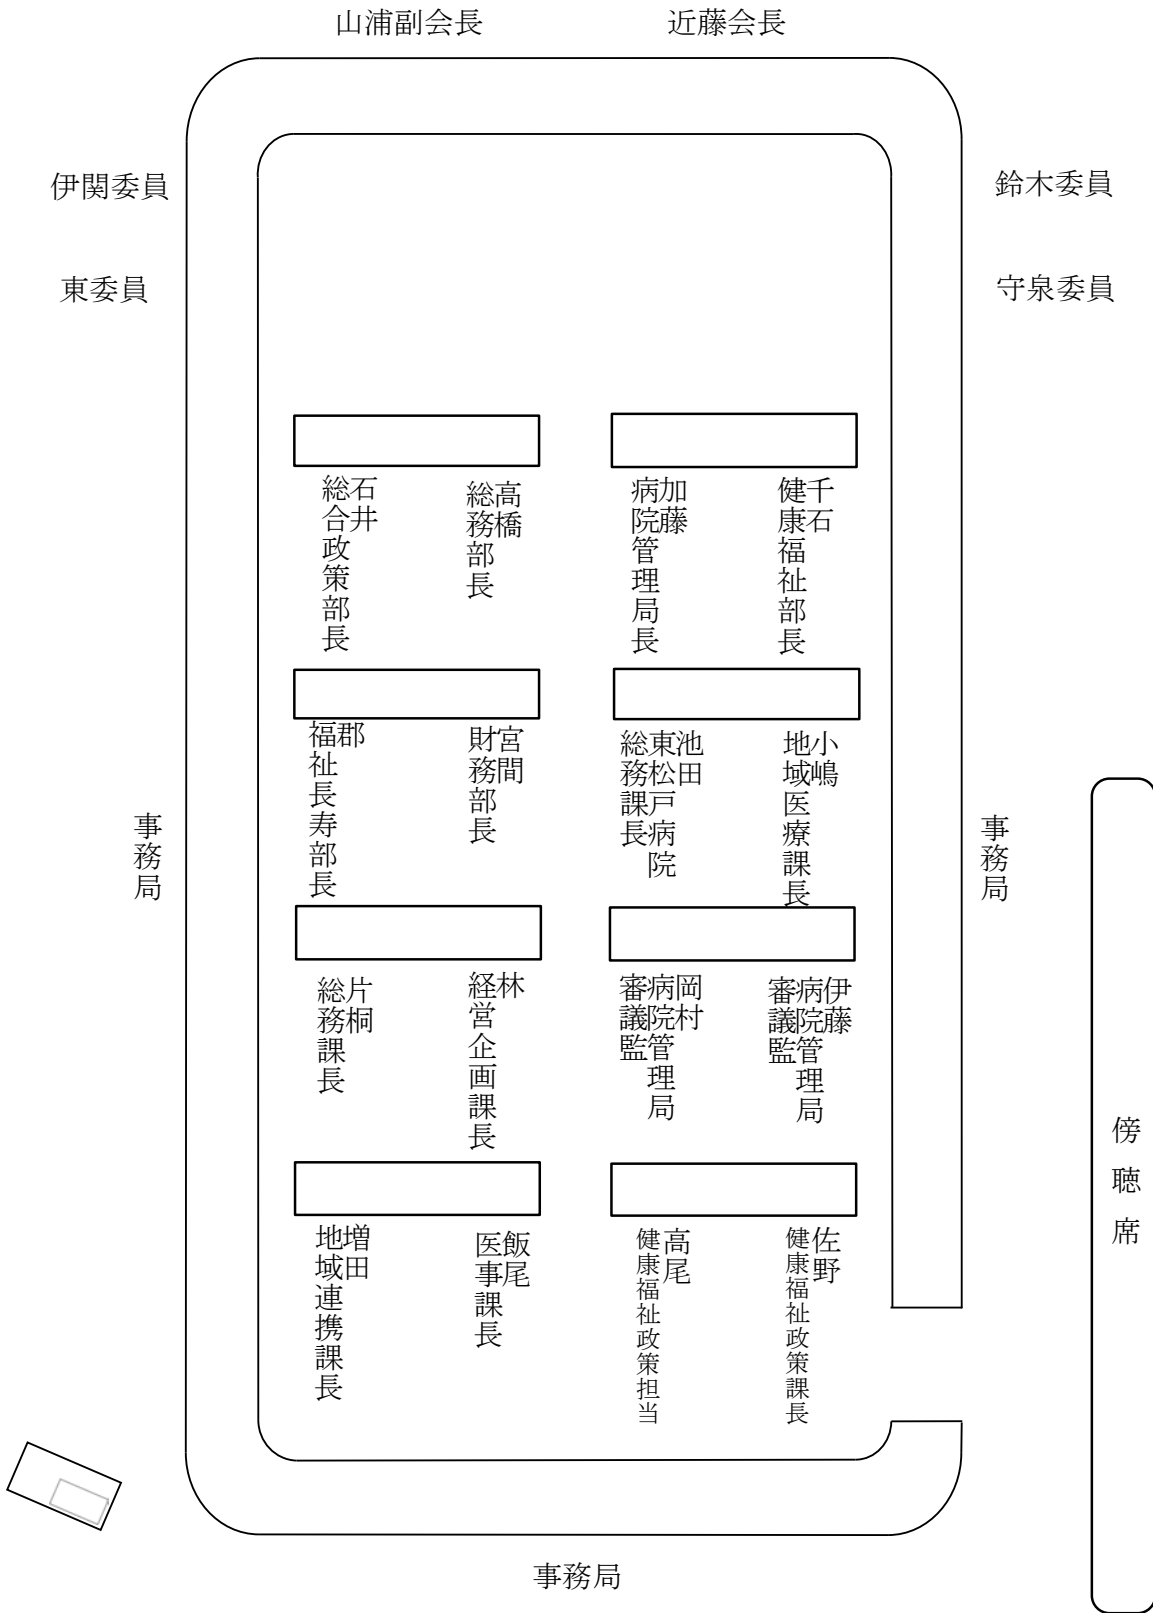 山浦副会長
近藤会長
伊関委員
鈴木委員
東委員
守泉委員
石井
総合政策部長
高橋
総務部長
加藤
病院管理局長
千石
健康福祉部長
郡
福祉長寿部長
宮間
財務部長
池田
東松戸病院
総務課長
小嶋
地域医療課長
事務局
事務局
片桐
総務課長
林
経営企画課長
岡村
病院管理局
審議監
伊藤
病院管理局
審議監
増田
地域連携課長
飯尾
医事課長
高尾
健康福祉政策担当
佐野
健康福祉政策課長
傍聴席
事務局